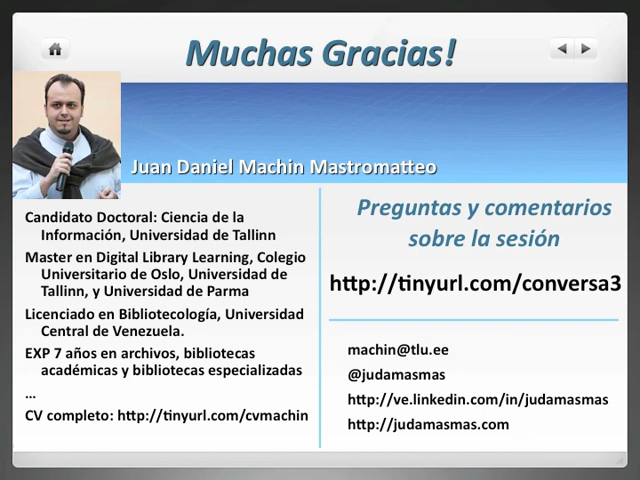 Muchas Gracias!
Juan Daniel Machin Mastromatteo
Candidato Doctoral: Ciencia de la
Información, Universidad de Tallinn
Master en Digital Library Learning, Colegio
Universitario de Oslo, Universidad de
Tallinn, y Universidad de Parma
Licenciado en Bibliotecología, Universidad
Central de Venezuela.
EXP 7 años en archivos, bibliotecas
académicas y bibliotecas especializadas
...
CV completo: http://tinyurl.com/cvmachin
Preguntas y comentarios
sobre la sesión
http://tinyurl.com/conversa3
machin@tlu.ee
@judamasmas
http://ve.linkedin.com/in/judamasmas
http://judamasmas.com